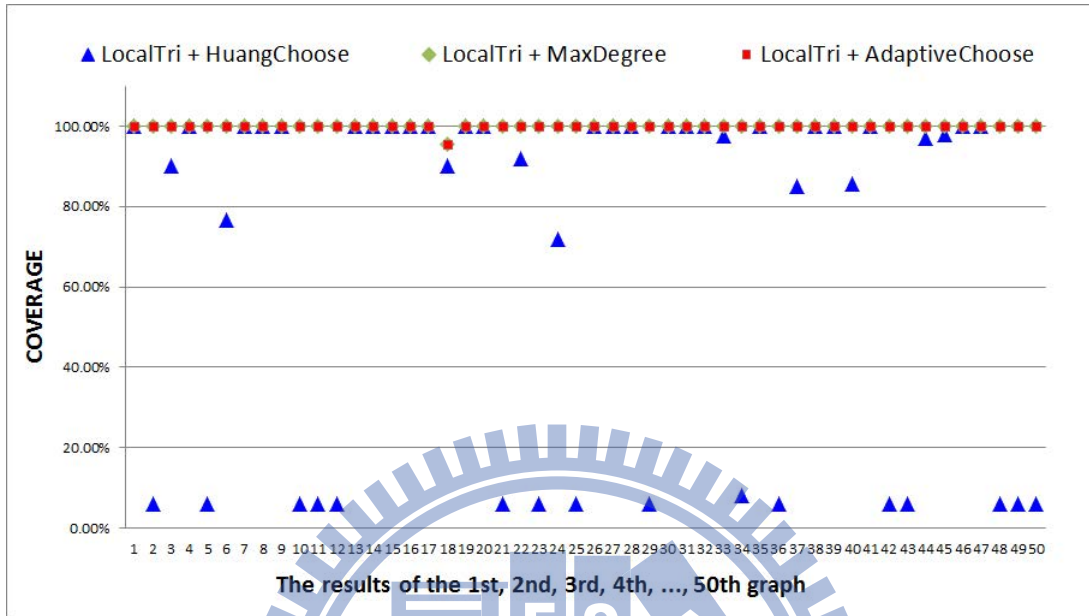 LocalTri + HuangChoose LocalTri + MaxDegree LocalTri + AdaptiveChoose
100.00%
80.00%
60.00%
40.00%
20.00%
0.00%
COVERAGE
1 2 3 4 5 6 7 8 9 10 11 12 13 14 15 16 17 18 19 20 21 22 23 24 25 26 27 28 29 30 31 32 33 34 35 36 37 38 39 40 41 42 43 44 45 46 47 48 49 50
The results of the 1st, 2nd, 3rd, 4th, ..., 50th graph